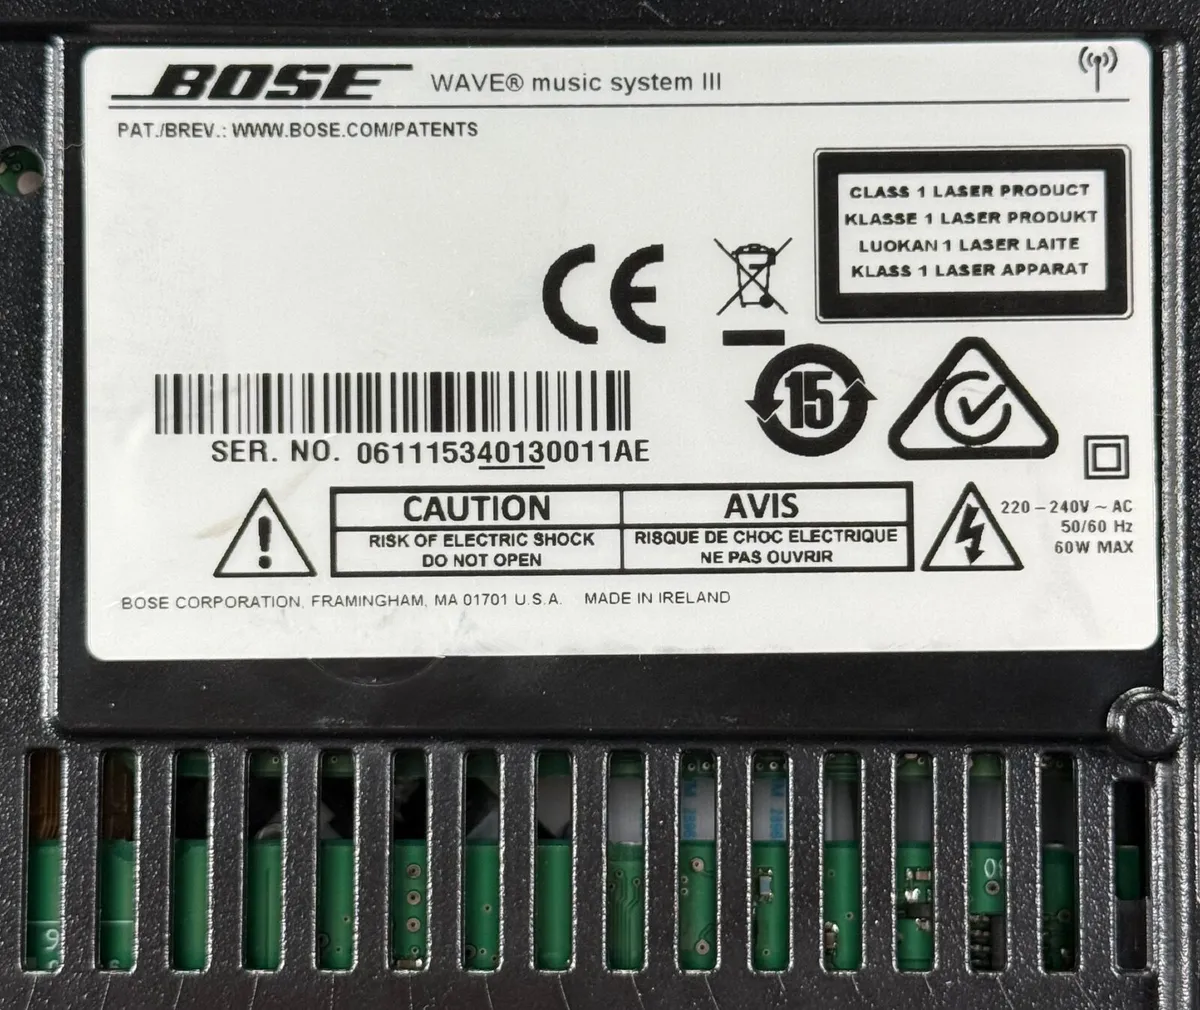 BOSE WAVE® music system III
PAT./BREV.: WWW.BOSE.COM/PATENTS
CLASS 1 LASER PRODUCT
KLASSE 1 LASER PRODUKT
LUOKAN 1 LASER LAITE
KLASS 1 LASER APPARAT
CE
15
SER. NO. 061115340130011AE
CAUTION
RISK OF ELECTRIC SHOCK
DO NOT OPEN
AVIS
RISQUE DE CHOC ELECTRIQUE
NE PAS OUVRIR
220-240V ~ AC
50/60 Hz
60W MAX
BOSE CORPORATION, FRAMINGHAM, MA 01701 U.S.A. MADE IN IRELAND